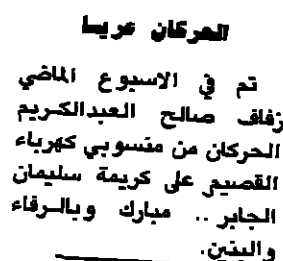 الحركان عريسا
تم في الاسبوع الماضي
زفاف صالح العبدالكريم
الحركان من منسوبي كهرباء
القصيم على كريمة سليمان
الجابر .. مبارك وبالرفاء
والبنين.